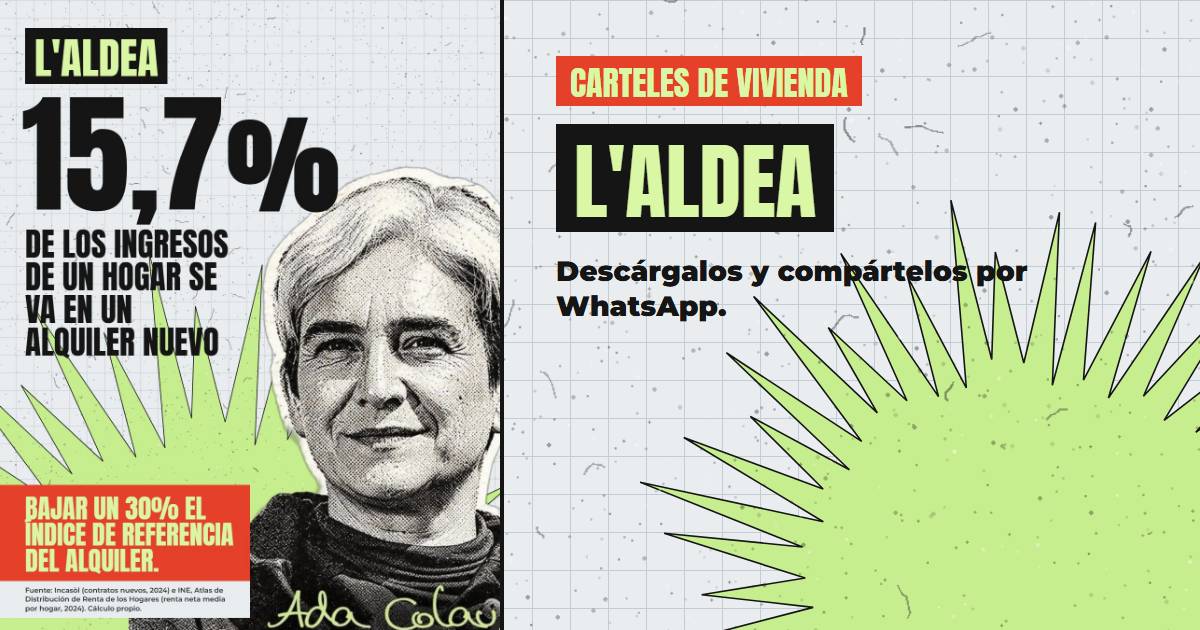 L'ALDEA
15,7%
DE LOS INGRESOS
DE UN HOGAR SE
VA EN UN
ALQUILER NUEVO
BAJAR UN 30% EL
ÍNDICE DE REFERENCIA
DEL ALQUILER.
Fuente: Incasòl (contratos nuevos, 2024) e INE, Atlas de
Distribución de Renta de los Hogares (renta neta media
por hogar, 2024). Cálculo propio.
Ada Colau
CARTELES DE VIVIENDA
L'ALDEA
Descárgalos y compártelos por
WhatsApp.